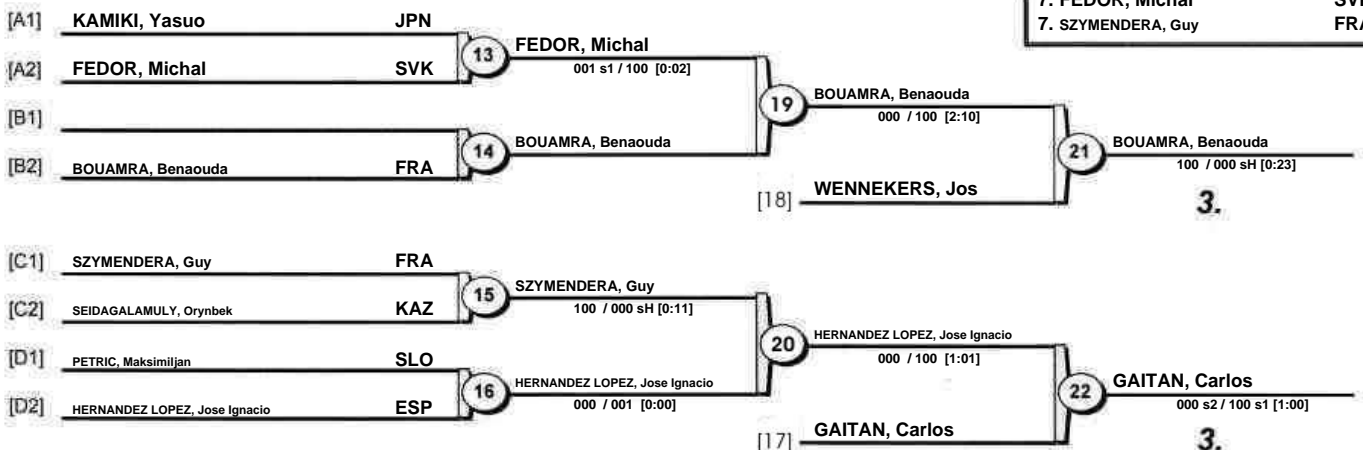 7. FEDOR, Michal
7. SZYMENDERA, Guy FRA
[A1] KAMIKI, Yasuo JPN
[A2] FEDOR, Michal SVK
13 FEDOR, Michal
001 s1 / 100 [0:02]
[B1]
[B2] BOUAMRA, Benaouda FRA
14 BOUAMRA, Benaouda
19 BOUAMRA, Benaouda
000 / 100 [2:10]
[18] WENNEKERS, Jos
21 BOUAMRA, Benaouda
100 / 000 sH [0:23]
3.
[C1] SZYMENDERA, Guy FRA
[C2] SEIDAGALAMULY, Orynbek KAZ
15 SZYMENDERA, Guy
100 / 000 sH [0:11]
[D1] PETRIC, Maksimiljan SLO
[D2] HERNANDEZ LOPEZ, Jose Ignacio ESP
16 HERNANDEZ LOPEZ, Jose Ignacio
000 / 001 [0:00]
20 HERNANDEZ LOPEZ, Jose Ignacio
000 / 100 [1:01]
[17] GAITAN, Carlos
22 GAITAN, Carlos
000 s2 / 100 s1 [1:00]
3.